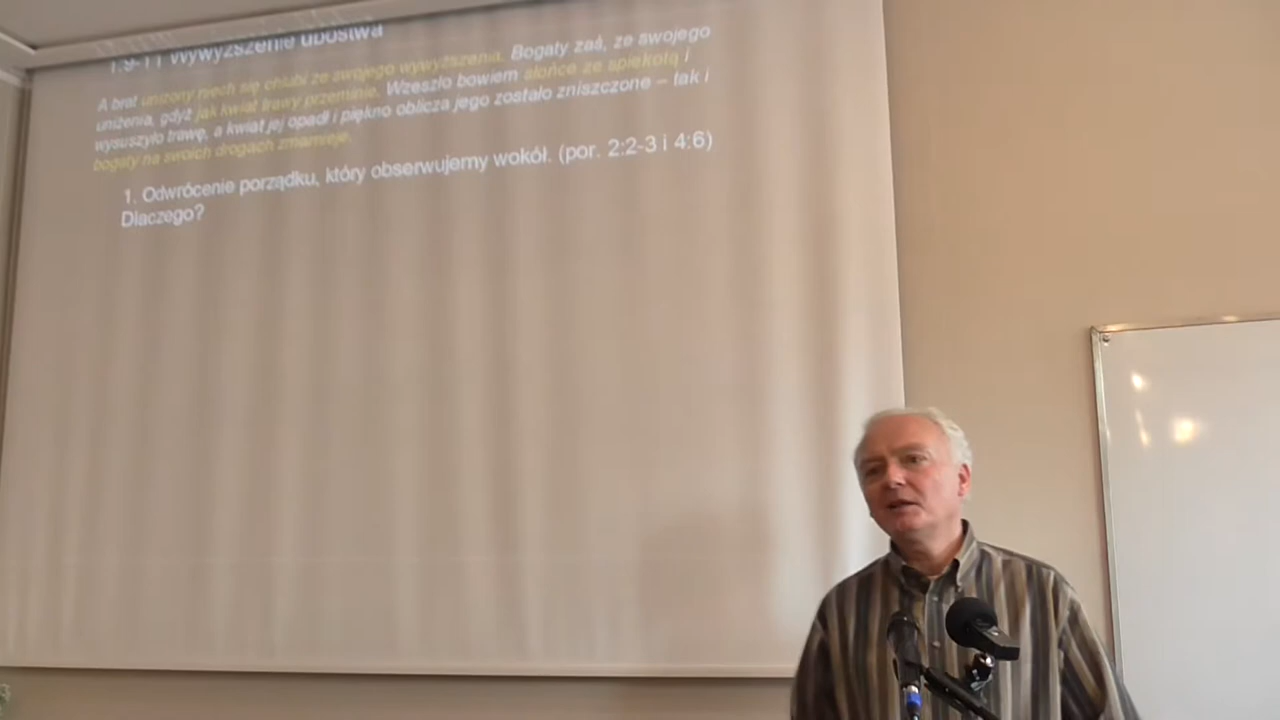 1:9-11 Wywyższenie ubóstwa
A brat uniżony niech się chlubi ze swojego wywyższenia. Bogaty zaś, ze swojego
uniżenia, gdyż jak kwiat trawy przeminie. Wzeszło bowiem słońce ze spiekotą i
wysuszyło trawę, a kwiat jej opadł i piękno oblicza jego zostało zniszczone – tak i
bogaty na swoich drogach zmarnieje.
1. Odwrócenie porządku, który obserwujemy wokół. (por. 2:2-3 i 4:6)
Dlaczego?